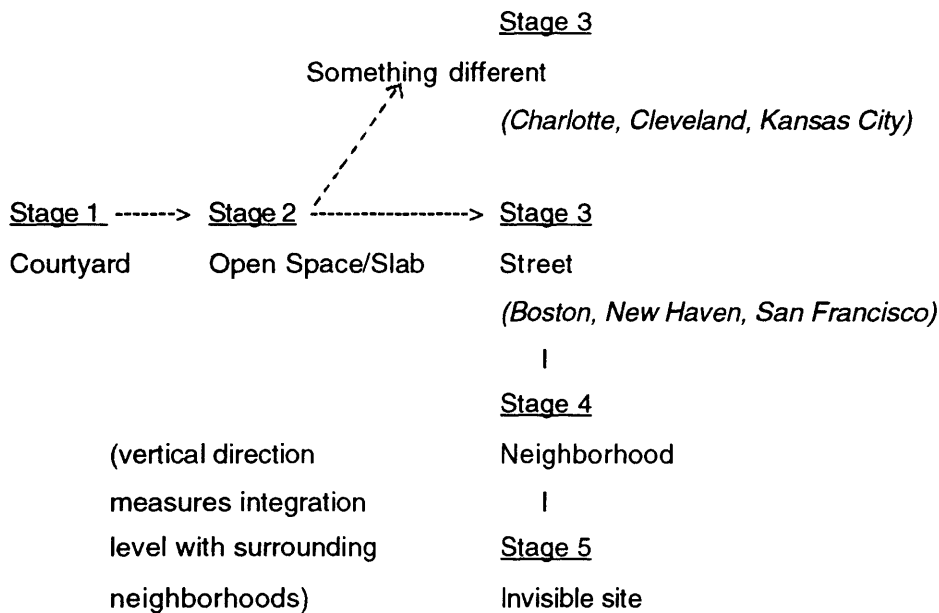 Stage 3
Something different
(Charlotte, Cleveland, Kansas City)
Stage 1 -------> Stage 2 ----------------> Stage 3
Courtyard Open Space/Slab Street
(Boston, New Haven, San Francisco)
|
Stage 4
(vertical direction Neighborhood
measures integration |
level with surrounding Stage 5
neighborhoods) Invisible site